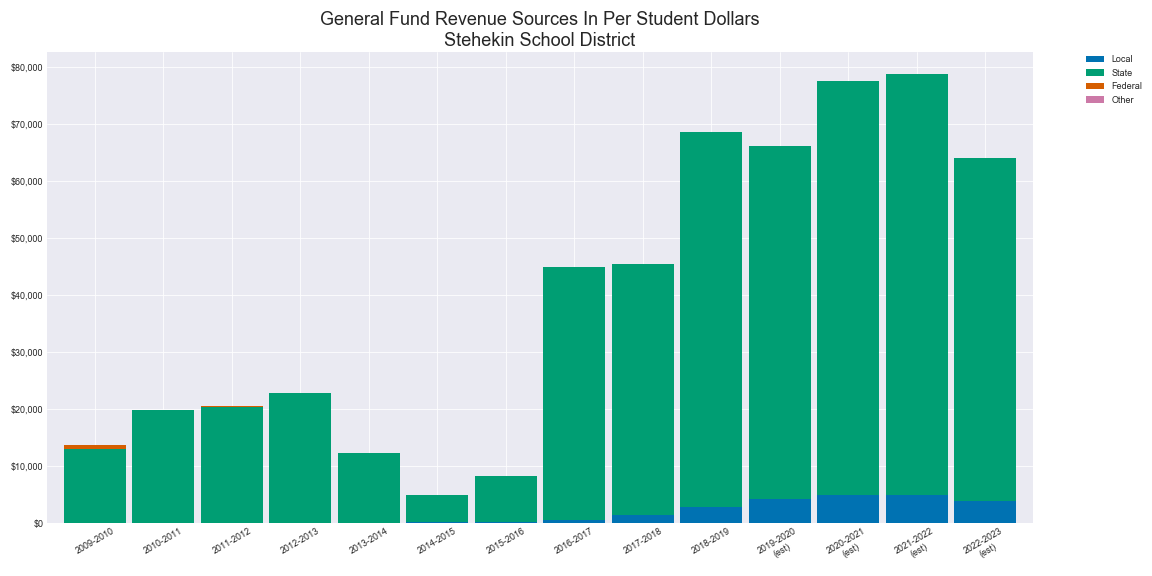 General Fund Revenue Sources In Per Student Dollars
Stehekin School District
Local
State
Federal
Other
$80,000
$70,000
$60,000
$50,000
$40,000
$30,000
$20,000
$10,000
$0
2009-2010
2010-2011
2011-2012
2012-2013
2013-2014
2014-2015
2015-2016
2016-2017
2017-2018
2018-2019
2019-2020
(est)
2020-2021
(est)
2021-2022
(est)
2022-2023
(est)